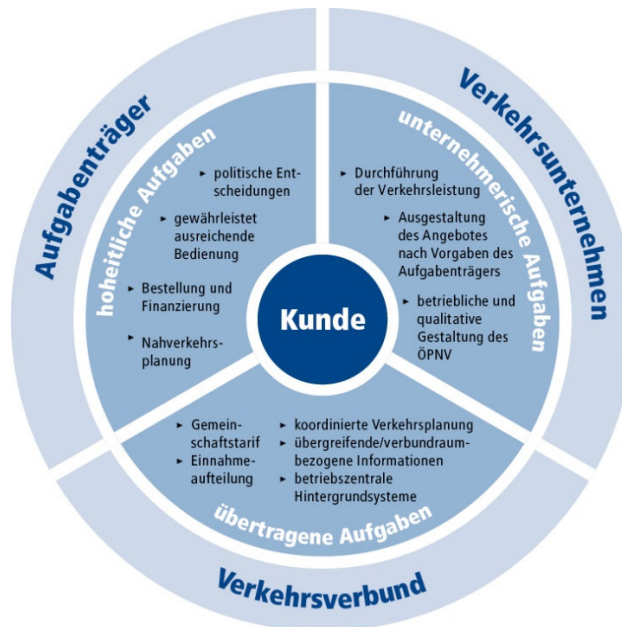 Aufgabenträger
hoheitliche Aufgaben
▸ politische Ent-
scheidungen
▸ gewährleistet
ausreichende
Bedienung
▸ Bestellung und
Finanzierung
▸ Nahverkehrs-
planung
Verkehrsunternehmen
unternehmerische Aufgaben
▸ Durchführung
der Verkehrsleistung
▸ Ausgestaltung
des Angebotes
nach Vorgaben des
Aufgabenträgers
▸ betriebliche und
qualitative
Gestaltung des
ÖPNV
Kunde
▸ Gemein-
schaftstarif
▸ Einnahme-
aufteilung
▸ koordinierte Verkehrsplanung
▸ übergreifende/verbundraum-
bezogene Informationen
▸ betriebszentrale
Hintergrundsysteme
übertragene Aufgaben
Verkehrsverbund